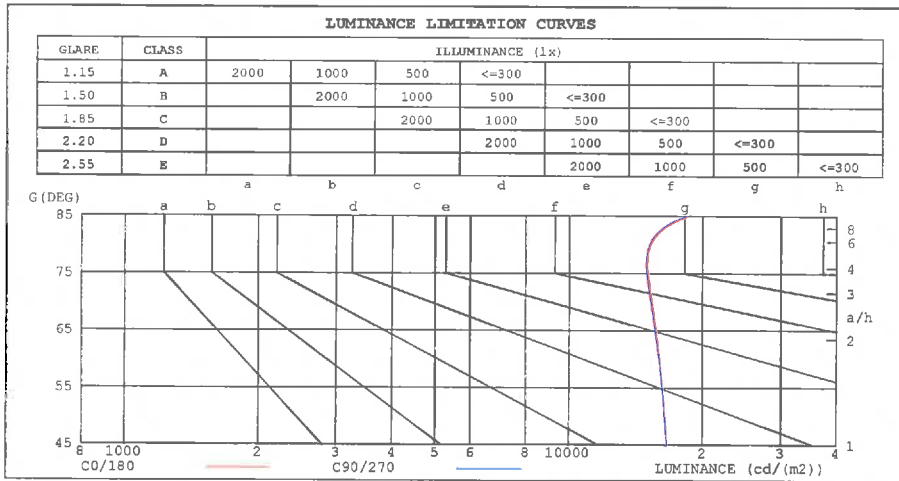 LUMINANCE LIMITATION CURVES
GLARE CLASS ILLUMINANCE (lx)
1.15 A 2000 1000 500 <=300
1.50 B 2000 1000 500 <=300
1.85 C 2000 1000 500 <=300
2.20 D 2000 1000 500 <=300
2.55 E 2000 1000 500 <=300
a b c d e f g h
G(DEG)
85 a b c d e f g h
8
6
75 4
3
a/h
65
2
55
45 1
8 1000 2 3 4 5 6 8 10000 2 3 4
C0/180 C90/270 LUMINANCE (cd/(m2))